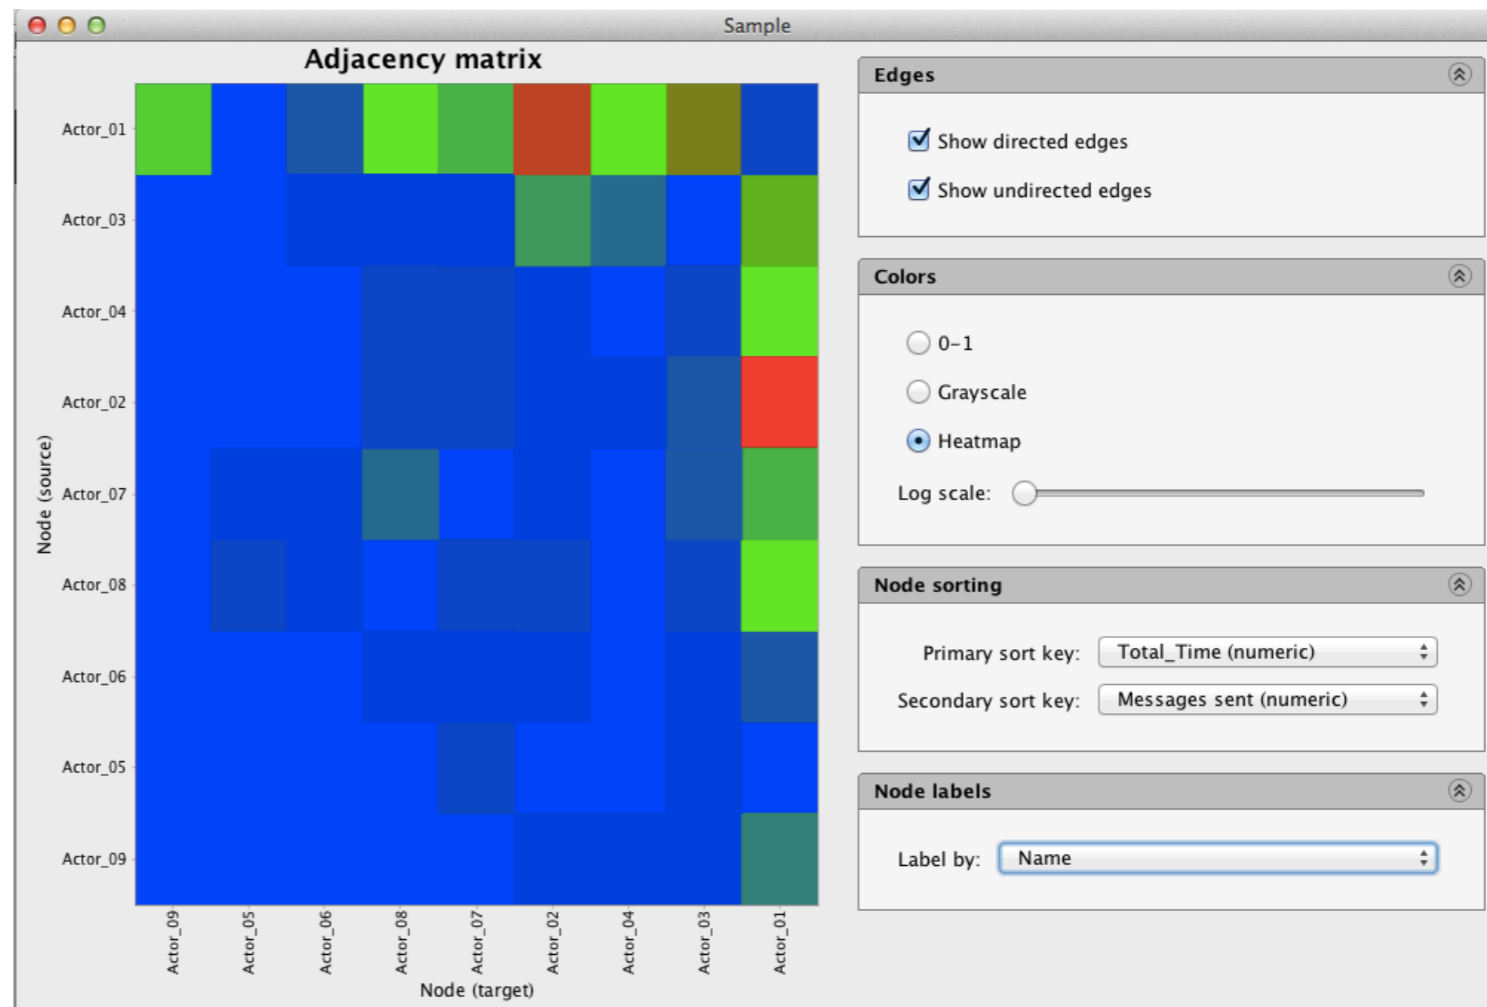 Sample
Adjacency matrix
Actor_01
Actor_03
Actor_04
Actor_02
Actor_07
Actor_08
Actor_06
Actor_05
Actor_09
Node (source)
Actor_09
Actor_05
Actor_06
Actor_08
Actor_07
Actor_02
Actor_04
Actor_03
Actor_01
Node (target)
Edges
Show directed edges
Show undirected edges
Colors
0-1
Grayscale
Heatmap
Log scale:
Node sorting
Primary sort key: Total_Time (numeric)
Secondary sort key: Messages sent (numeric)
Node labels
Label by: Name